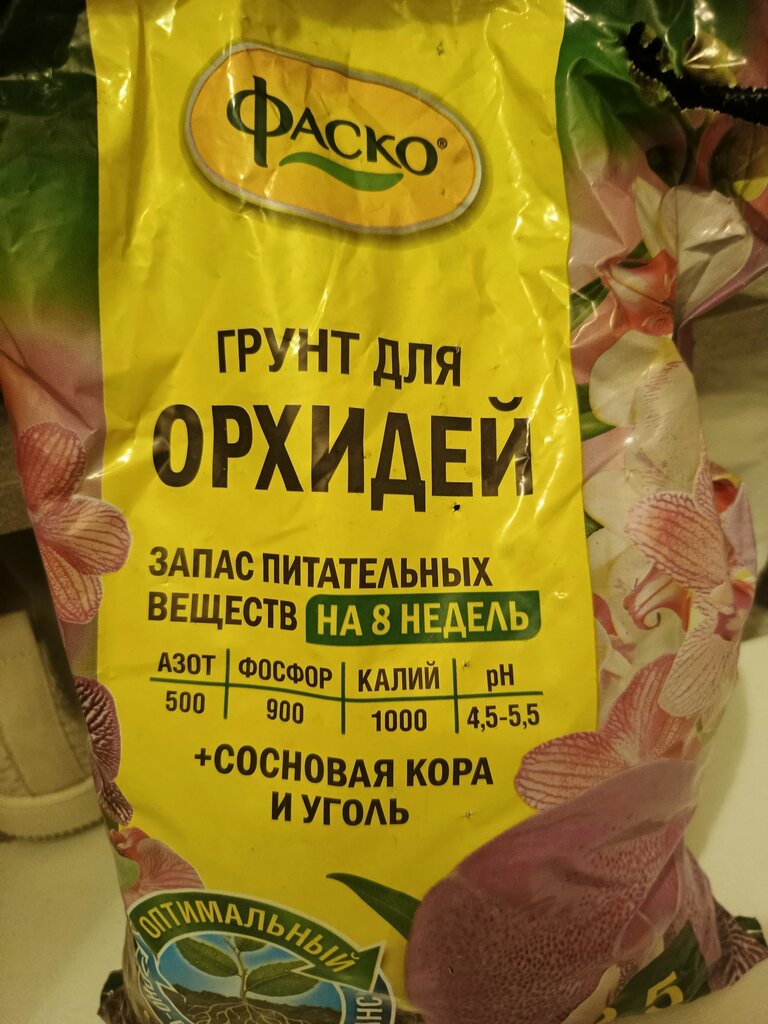 ФАСКО®
ГРУНТ ДЛЯ
ОРХИДЕЙ
ЗАПАС ПИТАТЕЛЬНЫХ
ВЕЩЕСТВ НА 8 НЕДЕЛЬ
АЗОТ ФОСФОР КАЛИЙ pH
500 900 1000 4,5-5,5
+СОСНОВАЯ КОРА
И УГОЛЬ
ОПТИМАЛЬНЫЙ